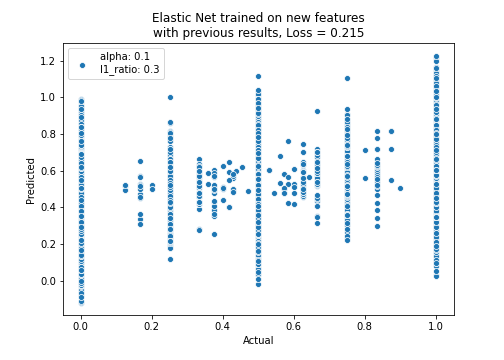 Elastic Net trained on new features
with previous results, Loss = 0.215
alpha: 0.1
l1_ratio: 0.3
1.2
1.0
0.8
0.6
0.4
0.2
0.0
Predicted
0.0 0.2 0.4 0.6 0.8 1.0
Actual